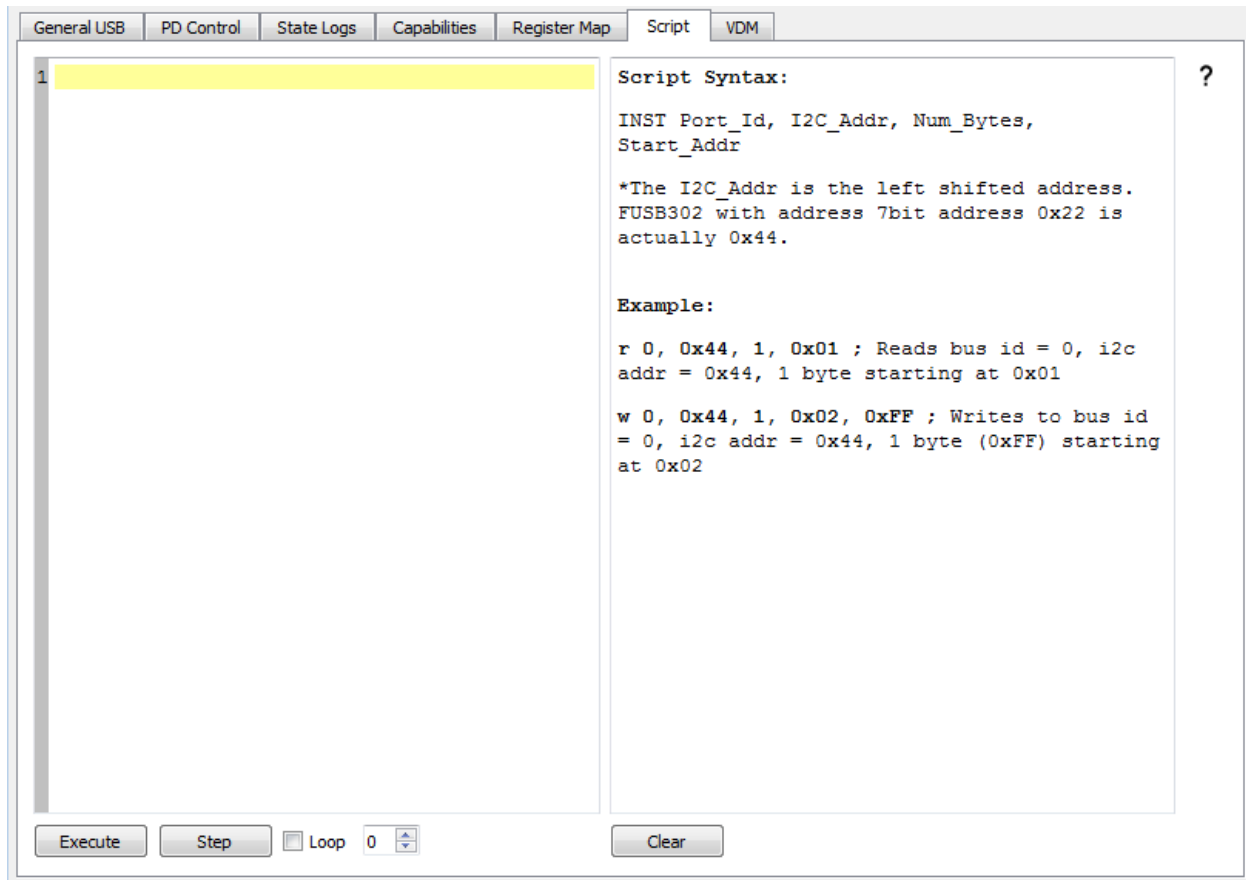 General USB PD Control State Logs Capabilities Register Map Script VDM
1
Script Syntax:
?
INST Port_Id, I2C_Addr, Num_Bytes,
Start_Addr
*The I2C_Addr is the left shifted address.
FUSB302 with address 7bit address 0x22 is
actually 0x44.
Example:
r 0, 0x44, 1, 0x01 ; Reads bus id = 0, i2c
addr = 0x44, 1 byte starting at 0x01
w 0, 0x44, 1, 0x02, 0xFF ; Writes to bus id
= 0, i2c addr = 0x44, 1 byte (0xFF) starting
at 0x02
Execute Step Loop 0 Clear